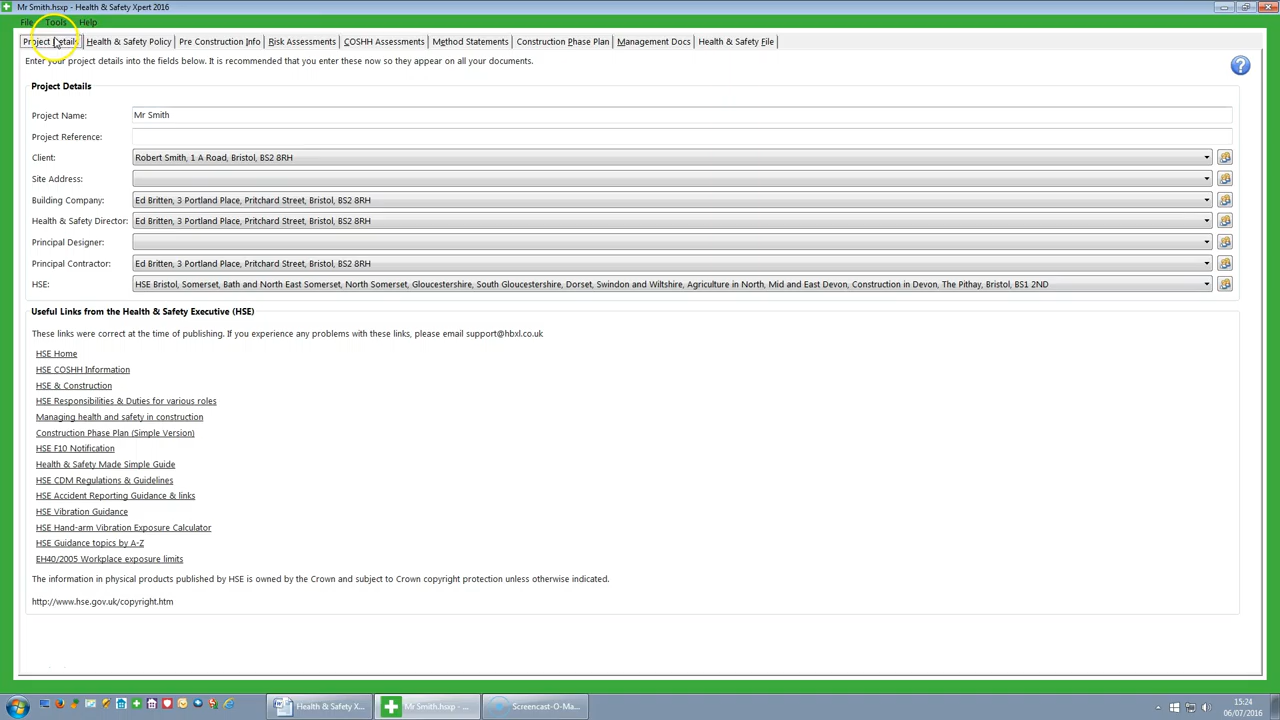 Mr Smith.hsxp - Health & Safety Xpert 2016
File Tools Help
Project Details Health & Safety Policy Pre Construction Info Risk Assessments COSHH Assessments Method Statements Construction Phase Plan Management Docs Health & Safety File
Enter your project details into the fields below. It is recommended that you enter these now so they appear on all your documents.
Project Details
Project Name: Mr Smith
Project Reference:
Client: Robert Smith, 1 A Road, Bristol, BS2 8RH
Site Address:
Building Company: Ed Britten, 3 Portland Place, Pritchard Street, Bristol, BS2 8RH
Health & Safety Director: Ed Britten, 3 Portland Place, Pritchard Street, Bristol, BS2 8RH
Principal Designer:
Principal Contractor: Ed Britten, 3 Portland Place, Pritchard Street, Bristol, BS2 8RH
HSE: HSE Bristol, Somerset, Bath and North East Somerset, North Somerset, Gloucestershire, South Gloucestershire, Dorset, Swindon and Wiltshire, Agriculture in North, Mid and East Devon, Construction in Devon, The Pithay, Bristol, BS1 2ND
Useful Links from the Health & Safety Executive (HSE)
These links were correct at the time of publishing. If you experience any problems with these links, please email support@hbxl.co.uk
HSE Home
HSE COSHH Information
HSE & Construction
HSE Responsibilities & Duties for various roles
Managing health and safety in construction
Construction Phase Plan (Simple Version)
HSE F10 Notification
Health & Safety Made Simple Guide
HSE CDM Regulations & Guidelines
HSE Accident Reporting Guidance & links
HSE Vibration Guidance
HSE Hand-arm Vibration Exposure Calculator
HSE Guidance topics by A-Z
EH40/2005 Workplace exposure limits
The information in physical products published by HSE is owned by the Crown and subject to Crown copyright protection unless otherwise indicated.
http://www.hse.gov.uk/copyright.htm
Health & Safety X... Mr Smith.hsxp - ... Screencast-O-Ma... 15:24
06/07/2016